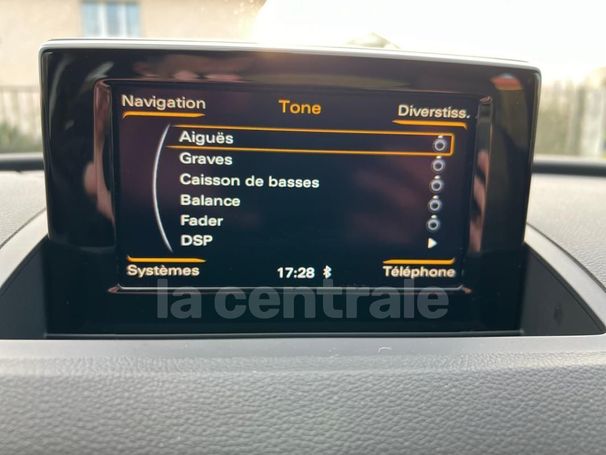 Navigation
Tone
Diverstiss.
Aiguës
Graves
Caisson de basses
Balance
Fader
DSP
Systèmes
17:28
Téléphone
la centrale